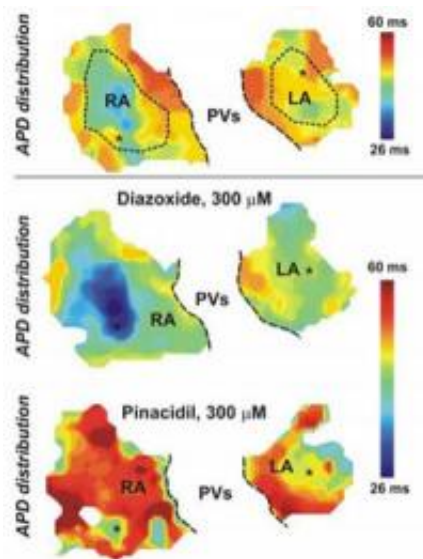 APD distribution
60 ms
RA
PVs
LA
*
*
26 ms
Diazoxide, 300 µM
APD distribution
LA *
PVs
RA
60 ms
Pinacidil, 300 µM
APD distribution
RA
LA
*
PVs
*
26 ms